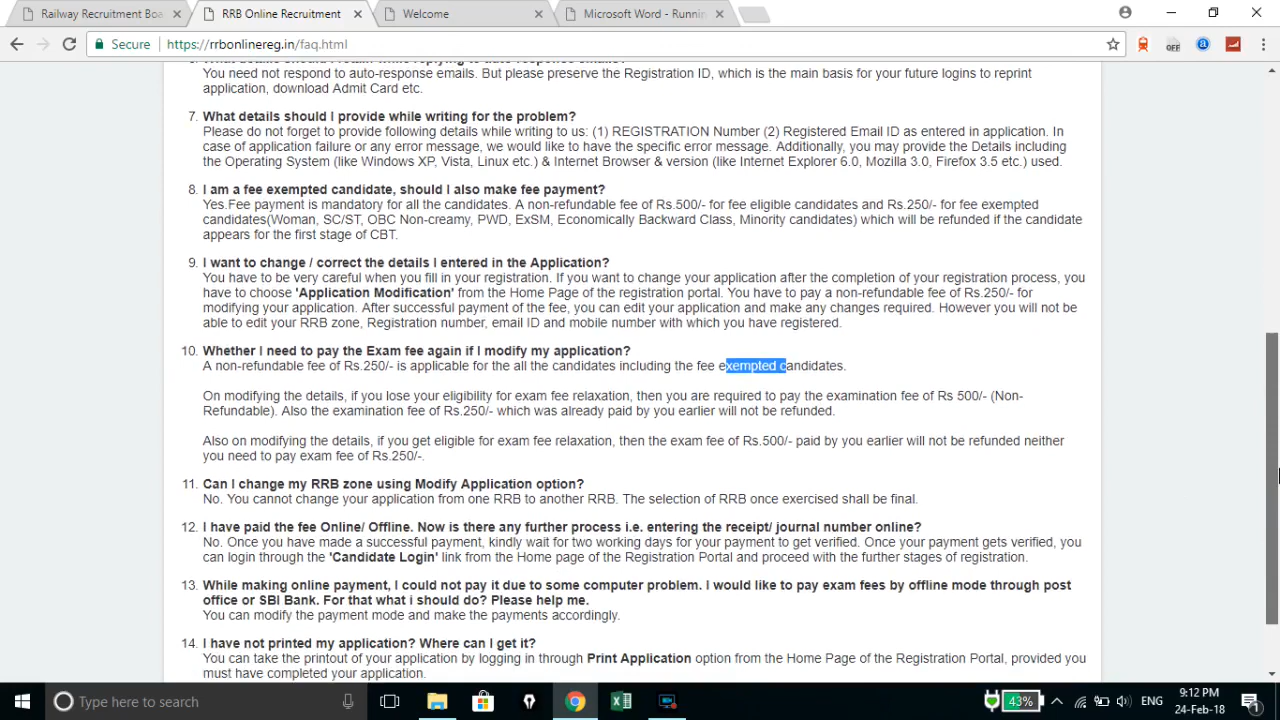 Railway Recruitment Boa
RRB Online Recruitment
Welcome
Microsoft Word - Runnin
Secure
https://rrbonlinereg.in/faq.html
OFF
You need not respond to auto-response emails. But please preserve the Registration ID, which is the main basis for your future logins to reprint
application, download Admit Card etc.
7. What details should I provide while writing for the problem?
Please do not forget to provide following details while writing to us: (1) REGISTRATION Number (2) Registered Email ID as entered in application. In
case of application failure or any error message, we would like to have the specific error message. Additionally, you may provide the Details including
the Operating System (like Windows XP, Vista, Linux etc.) & Internet Browser & version (like Internet Explorer 6.0, Mozilla 3.0, Firefox 3.5 etc.) used.
8. I am a fee exempted candidate, should I also make fee payment?
Yes.Fee payment is mandatory for all the candidates. A non-refundable fee of Rs.500/- for fee eligible candidates and Rs.250/- for fee exempted
candidates(Woman, SC/ST, OBC Non-creamy, PWD, ExSM, Economically Backward Class, Minority candidates) which will be refunded if the candidate
appears for the first stage of CBT.
9. I want to change / correct the details I entered in the Application?
You have to be very careful when you fill in your registration. If you want to change your application after the completion of your registration process, you
have to choose 'Application Modification' from the Home Page of the registration portal. You have to pay a non-refundable fee of Rs.250/- for
modifying your application. After successful payment of the fee, you can edit your application and make any changes required. However you will not be
able to edit your RRB zone, Registration number, email ID and mobile number with which you have registered.
10. Whether I need to pay the Exam fee again if I modify my application?
A non-refundable fee of Rs.250/- is applicable for the all the candidates including the fee exempted candidates.
On modifying the details, if you lose your eligibility for exam fee relaxation, then you are required to pay the examination fee of Rs 500/- (Non-
Refundable). Also the examination fee of Rs.250/- which was already paid by you earlier will not be refunded.
Also on modifying the details, if you get eligible for exam fee relaxation, then the exam fee of Rs.500/- paid by you earlier will not be refunded neither
you need to pay exam fee of Rs.250/-.
11. Can I change my RRB zone using Modify Application option?
No. You cannot change your application from one RRB to another RRB. The selection of RRB once exercised shall be final.
12. I have paid the fee Online/ Offline. Now is there any further process i.e. entering the receipt/ journal number online?
No. Once you have made a successful payment, kindly wait for two working days for your payment to get verified. Once your payment gets verified, you
can login through the 'Candidate Login' link from the Home page of the Registration Portal and proceed with the further stages of registration.
13. While making online payment, I could not pay it due to some computer problem. I would like to pay exam fees by offline mode through post
office or SBI Bank. For that what i should do? Please help me.
You can modify the payment mode and make the payments accordingly.
14. I have not printed my application? Where can I get it?
You can take the printout of your application by logging in through Print Application option from the Home Page of the Registration Portal, provided you
must have completed your application.
Type here to search
43%
ENG
9:12 PM
24-Feb-18